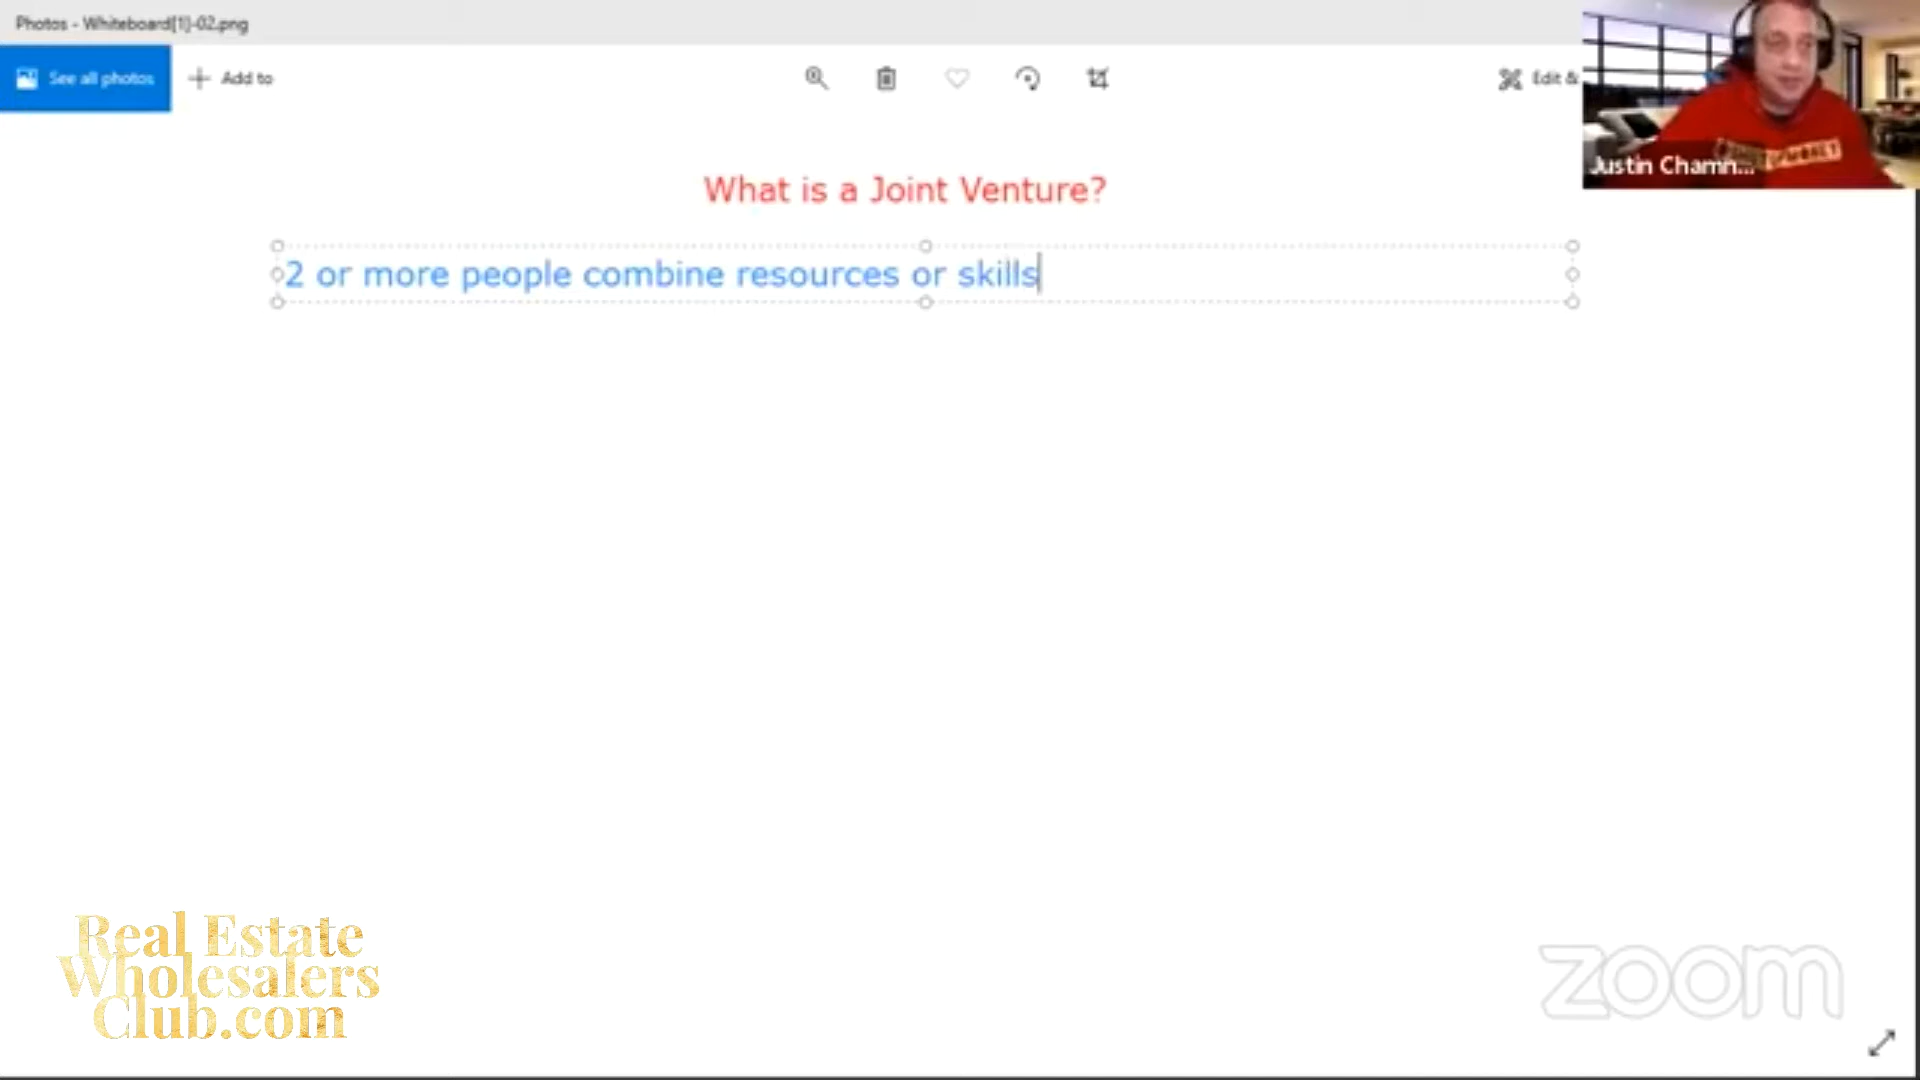 Photos - Whiteboard[1]-02.png
See all photos
Add to
Edit &
Justin Chamn...
What is a Joint Venture?
2 or more people combine resources or skills
Real Estate
Wholesalers
Club.com
zoom